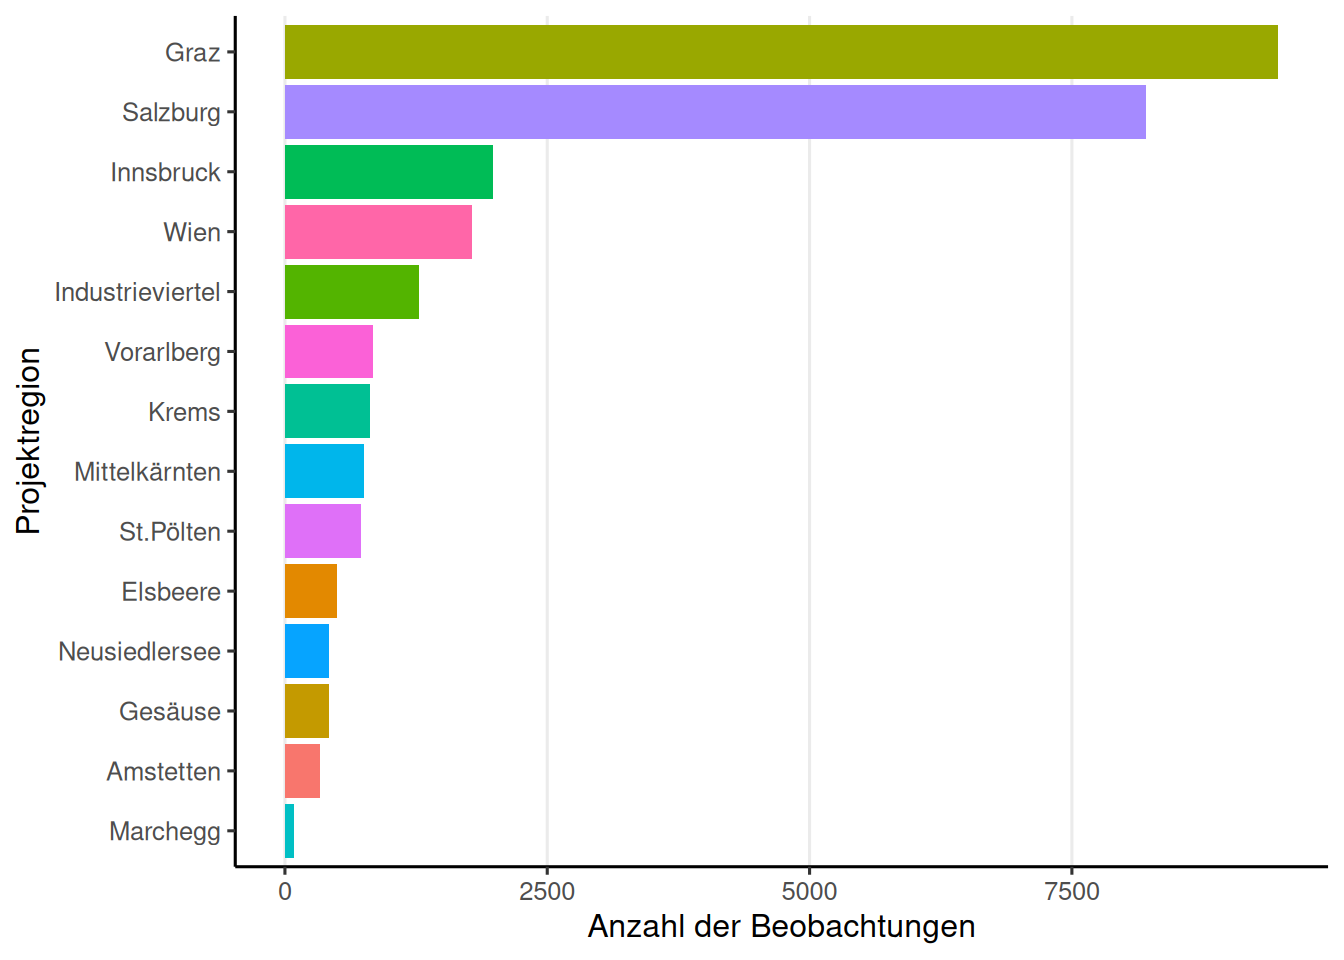 Projektregion
Graz
Salzburg
Innsbruck
Wien
Industrieviertel
Vorarlberg
Krems
Mittelkärnten
St.Pölten
Elsbeere
Neusiedlersee
Gesäuse
Amstetten
Marchegg
0 2500 5000 7500
Anzahl der Beobachtungen